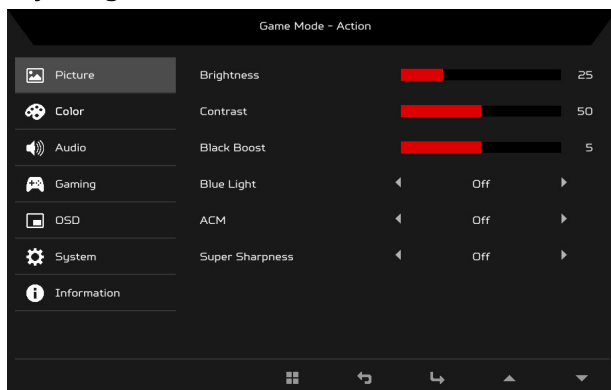 Game Mode - Action
Picture
Brightness 25
Color
Contrast 50
Audio
Black Boost 5
Gaming
Blue Light Off
OSD
ACM Off
System
Super Sharpness Off
Information